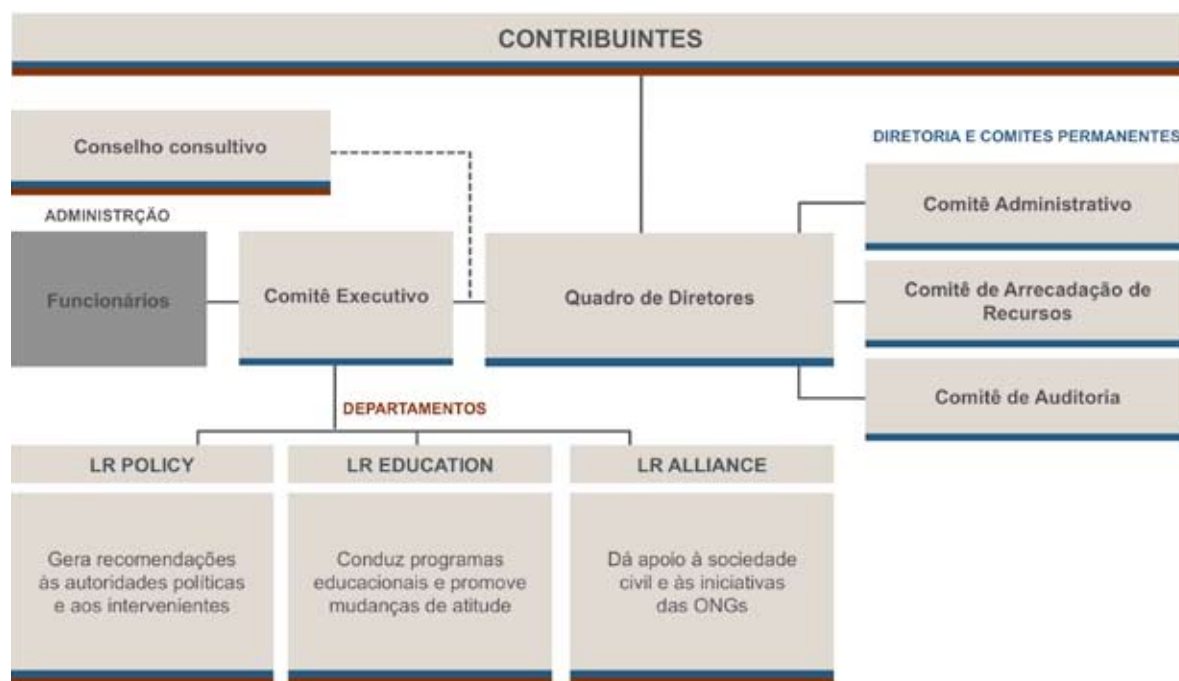 CONTRIBUINTES
Conselho consultivo
DIRETORIA E COMITES PERMANENTES
Comitê Administrativo
ADMINISTRÇÃO
Funcionários
Comitê Executivo
Quadro de Diretores
Comitê de Arrecadação de
Recursos
Comitê de Auditoria
DEPARTAMENTOS
LR POLICY
Gera recomendações
às autoridades políticas
e aos intervenientes
LR EDUCATION
Conduz programas
educacionais e promove
mudanças de atitude
LR ALLIANCE
Dá apoio à sociedade
civil e às iniciativas
das ONGs